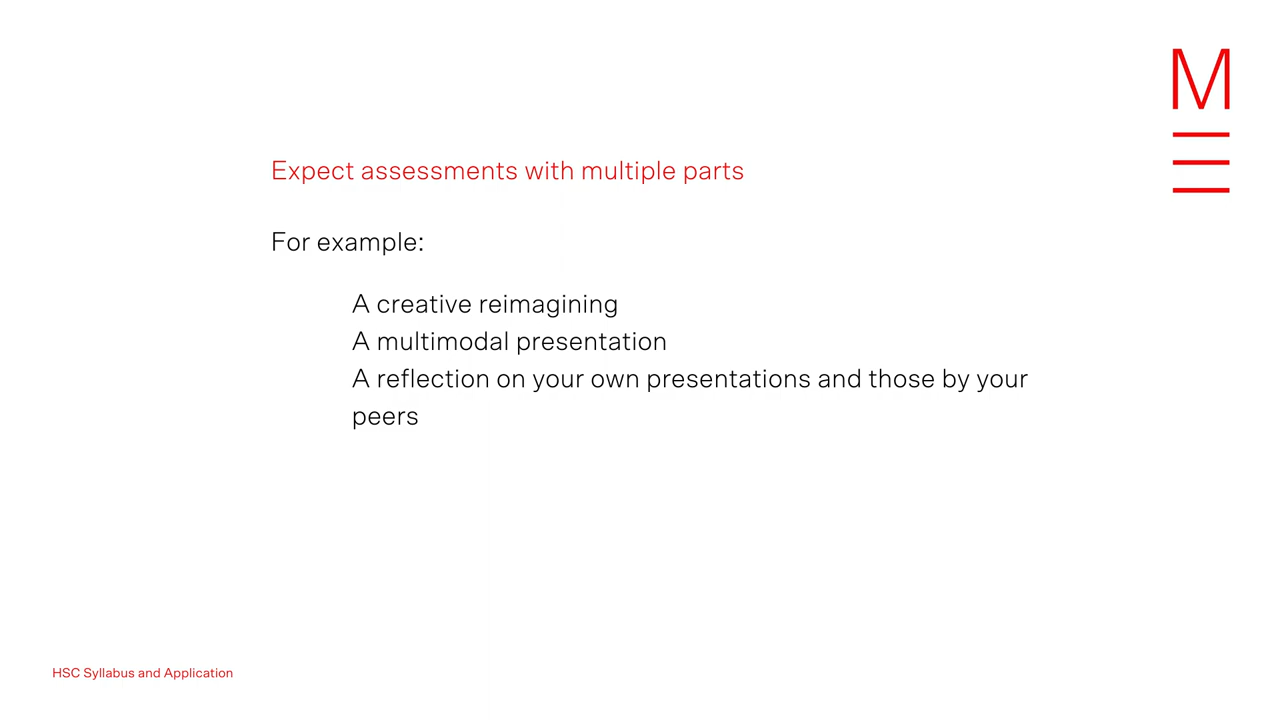 M
Expect assessments with multiple parts
For example:
A creative reimagining
A multimodal presentation
A reflection on your own presentations and those by your
peers
HSC Syllabus and Application